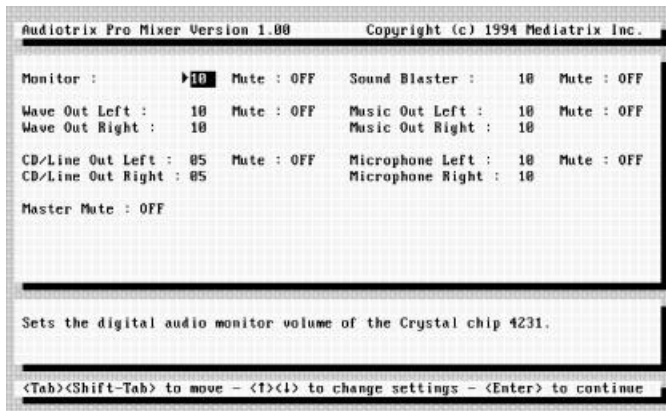 Audiotrix Pro Mixer Version 1.00 Copyright (c) 1994 Mediatrix Inc.
Monitor : ▶10 Mute : OFF Sound Blaster : 10 Mute : OFF
Wave Out Left : 10 Mute : OFF Music Out Left : 10 Mute : OFF
Wave Out Right : 10 Music Out Right : 10
CD/Line Out Left : 05 Mute : OFF Microphone Left : 10 Mute : OFF
CD/Line Out Right : 05 Microphone Right : 10
Master Mute : OFF
Sets the digital audio monitor volume of the Crystal chip 4231.
<Tab><Shift-Tab> to move - <↑><↓> to change settings - <Enter> to continue